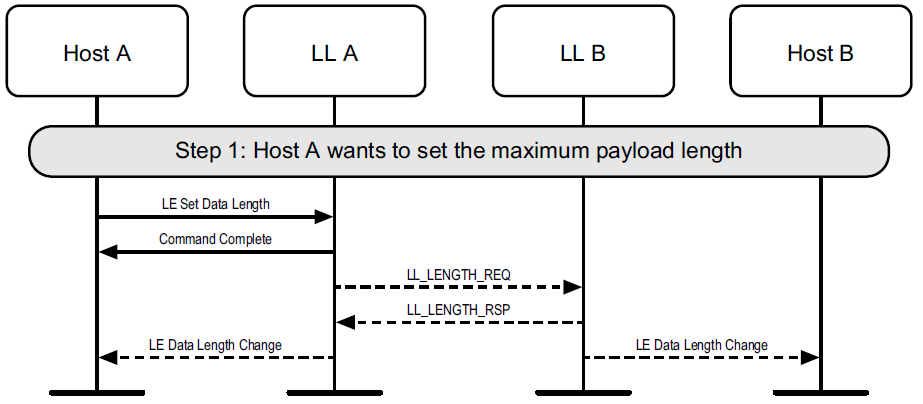 Host A
LL A
LL B
Host B
Step 1: Host A wants to set the maximum payload length
LE Set Data Length
Command Complete
LL_LENGTH_REQ
LL_LENGTH_RSP
LE Data Length Change
LE Data Length Change